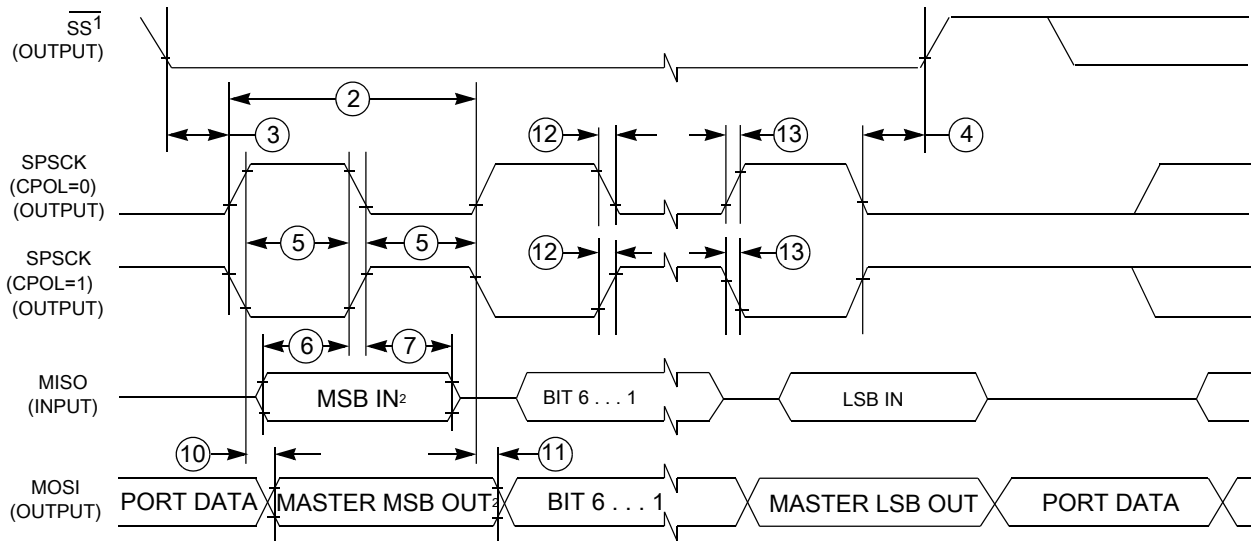 SS1
(OUTPUT)
2
3
12
13
4
SPSCK
(CPOL=0)
(OUTPUT)
5
5
SPSCK
(CPOL=1)
(OUTPUT)
12
13
6
7
MISO
(INPUT)
MSB IN2
BIT 6 . . . 1
LSB IN
10
11
MOSI
(OUTPUT)
PORT DATA
MASTER MSB OUT2
BIT 6 . . . 1
MASTER LSB OUT
PORT DATA